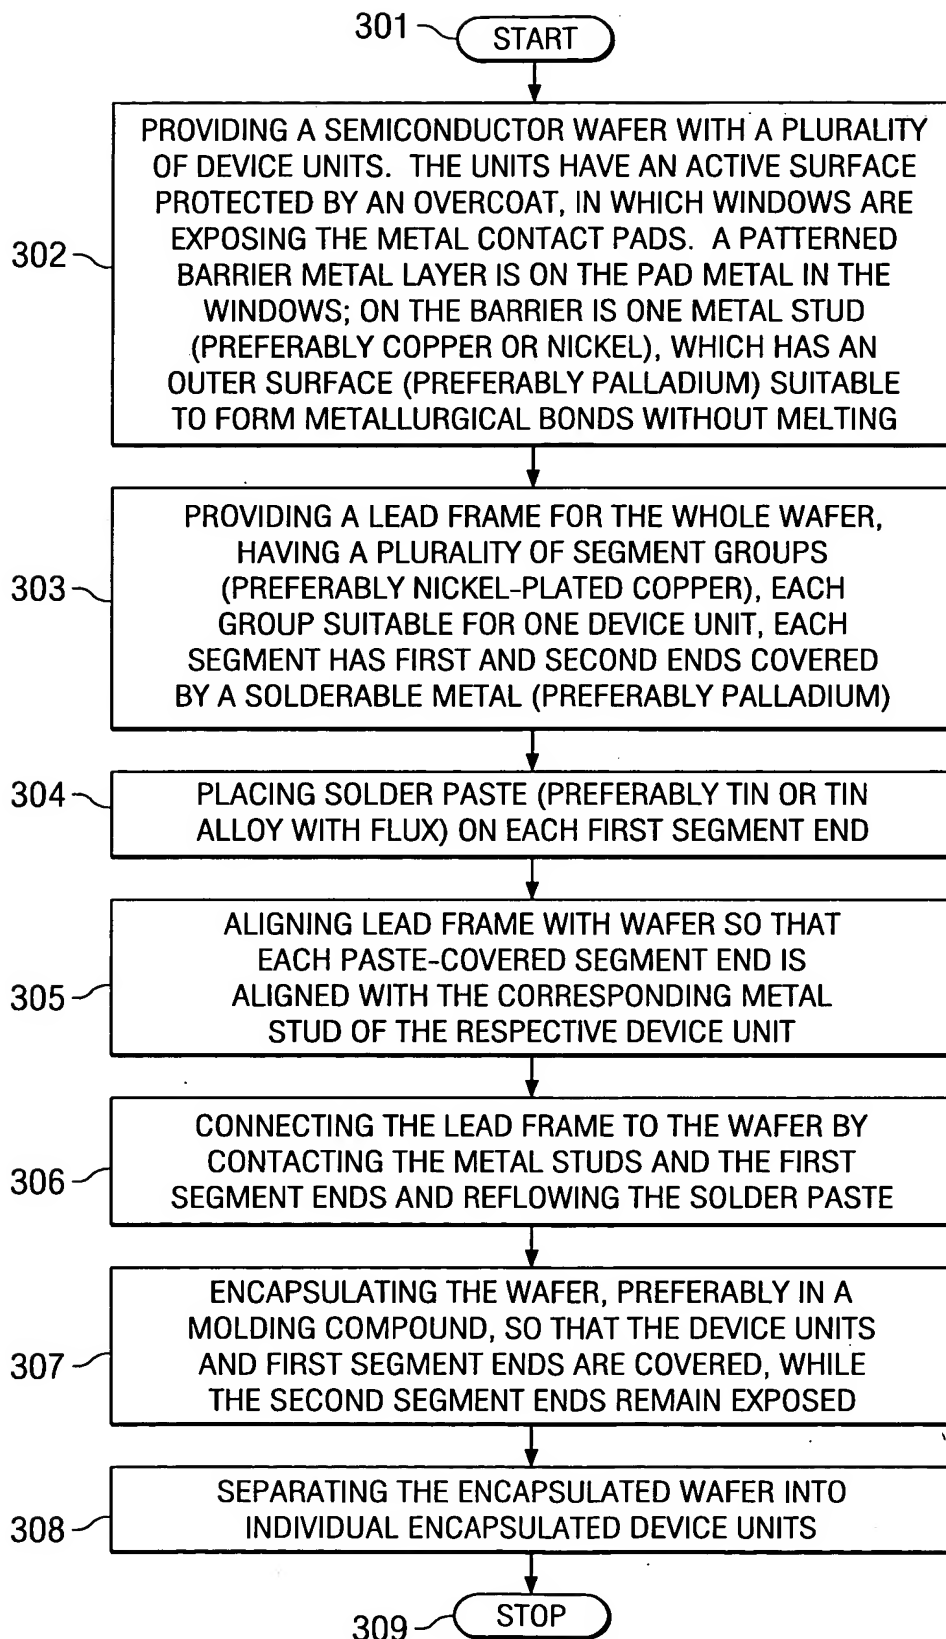 301
START
302
PROVIDING A SEMICONDUCTOR WAFER WITH A PLURALITY
OF DEVICE UNITS. THE UNITS HAVE AN ACTIVE SURFACE
PROTECTED BY AN OVERCOAT, IN WHICH WINDOWS ARE
EXPOSING THE METAL CONTACT PADS. A PATTERNED
BARRIER METAL LAYER IS ON THE PAD METAL IN THE
WINDOWS; ON THE BARRIER IS ONE METAL STUD
(PREFERABLY COPPER OR NICKEL), WHICH HAS AN
OUTER SURFACE (PREFERABLY PALLADIUM) SUITABLE
TO FORM METALLURGICAL BONDS WITHOUT MELTING
303
PROVIDING A LEAD FRAME FOR THE WHOLE WAFER,
HAVING A PLURALITY OF SEGMENT GROUPS
(PREFERABLY NICKEL-PLATED COPPER), EACH
GROUP SUITABLE FOR ONE DEVICE UNIT, EACH
SEGMENT HAS FIRST AND SECOND ENDS COVERED
BY A SOLDERABLE METAL (PREFERABLY PALLADIUM)
304
PLACING SOLDER PASTE (PREFERABLY TIN OR TIN
ALLOY WITH FLUX) ON EACH FIRST SEGMENT END
305
ALIGNING LEAD FRAME WITH WAFER SO THAT
EACH PASTE-COVERED SEGMENT END IS
ALIGNED WITH THE CORRESPONDING METAL
STUD OF THE RESPECTIVE DEVICE UNIT
306
CONNECTING THE LEAD FRAME TO THE WAFER BY
CONTACTING THE METAL STUDS AND THE FIRST
SEGMENT ENDS AND REFLOWING THE SOLDER PASTE
307
ENCAPSULATING THE WAFER, PREFERABLY IN A
MOLDING COMPOUND, SO THAT THE DEVICE UNITS
AND FIRST SEGMENT ENDS ARE COVERED, WHILE
THE SECOND SEGMENT ENDS REMAIN EXPOSED
308
SEPARATING THE ENCAPSULATED WAFER INTO
INDIVIDUAL ENCAPSULATED DEVICE UNITS
309
STOP